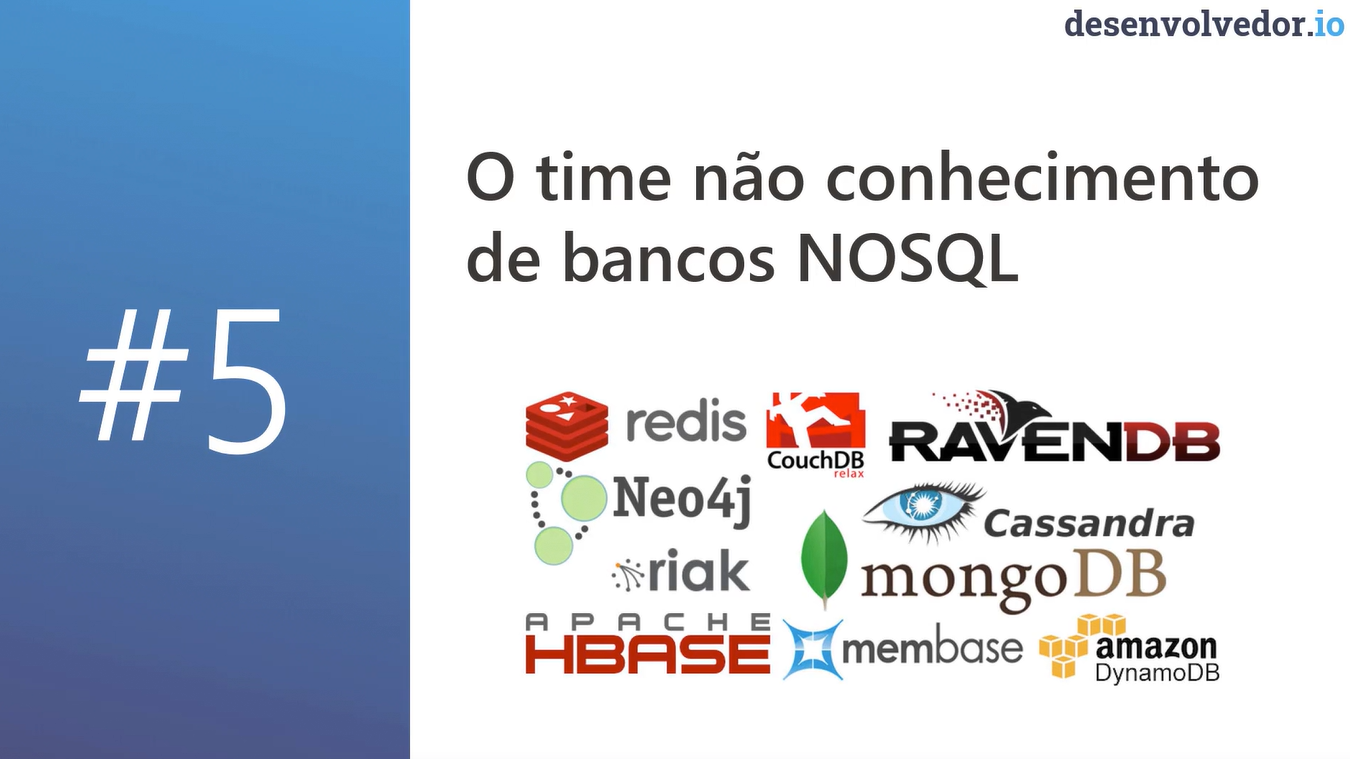 desenvolvedor.io
O time não conhecimento
de bancos NOSQL
#5
redis
CouchDB
relax
RAVENDB
Neo4j
Cassandra
riak
mongoDB
APACHE
HBASE
membase
amazon
DynamoDB